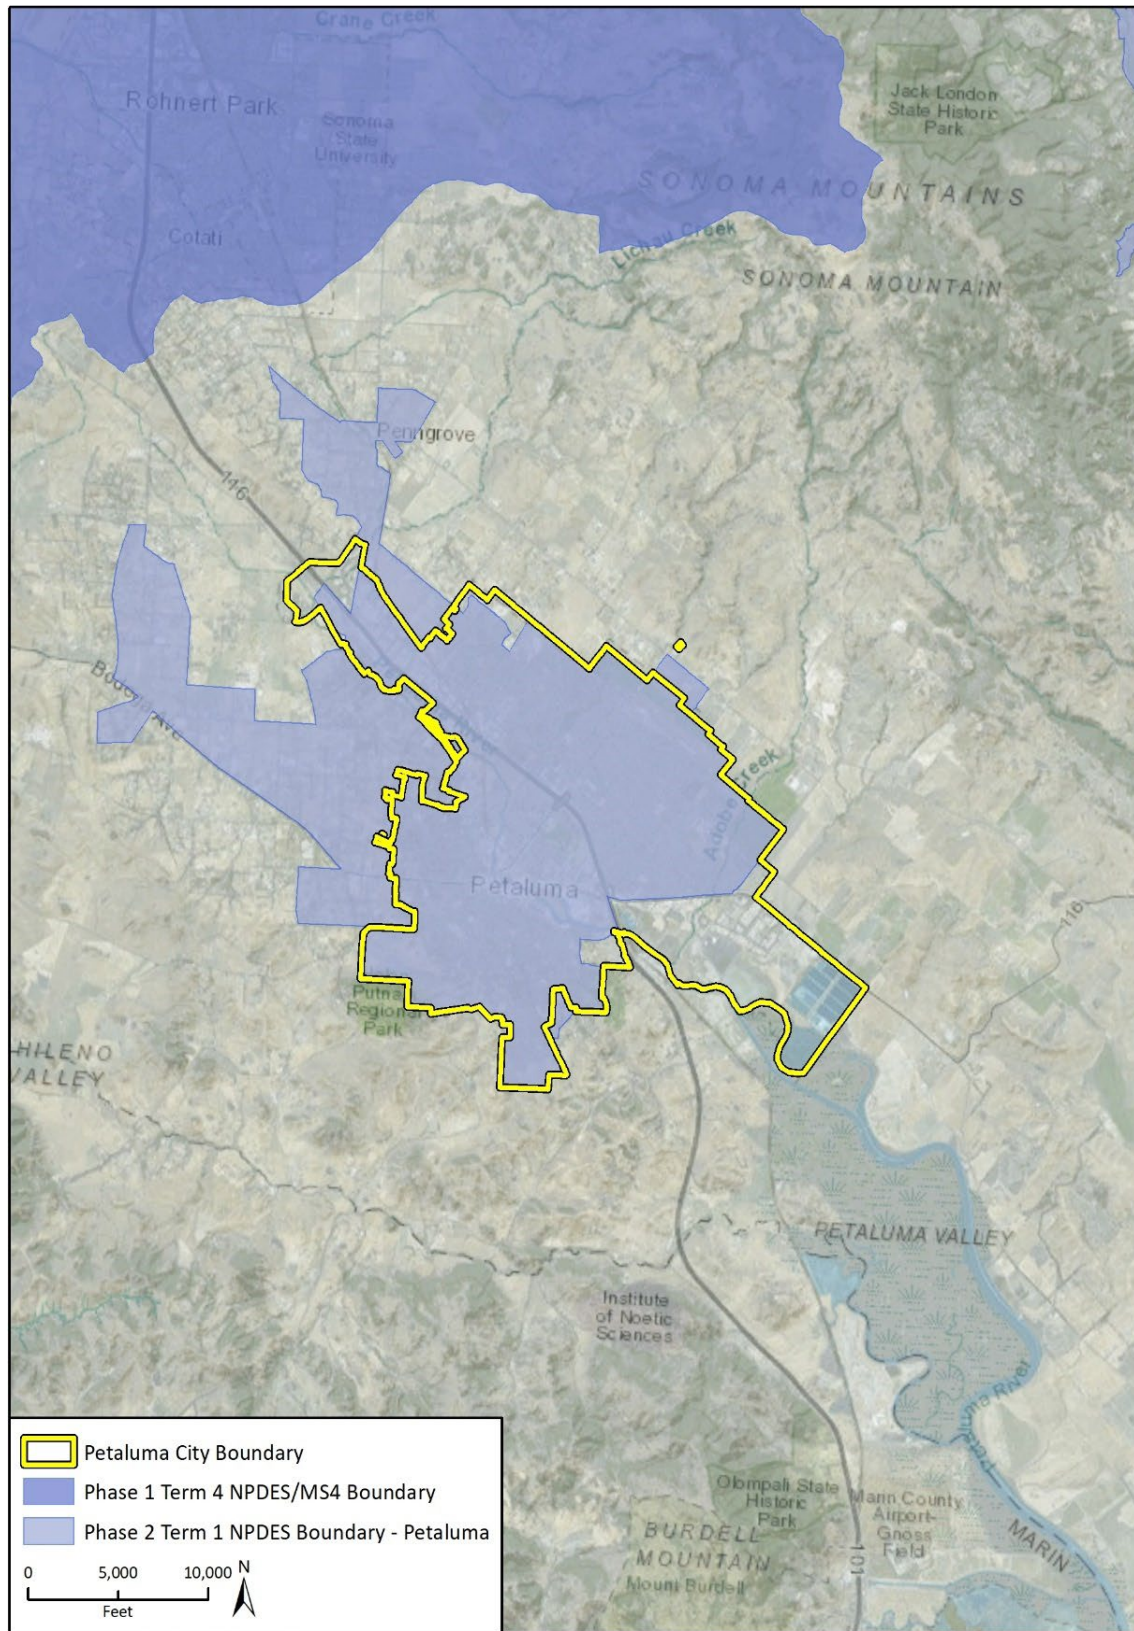 Crane Creek
Rohnert Park
Sonoma
State
University
Jack London
State Historic
Park
SONOMA MOUNTAINS
Cotati
Lichau Creek
SONOMA MOUNTAIN
Penngrove
116
Bodega Ave
Adobe Creek
Petaluma
116
Putnam
Regional
Park
HILENO
VALLEY
PETALUMA VALLEY
Institute
of Noetic
Sciences
Petaluma River
Olompali State
Historic
Park
Marin County
Airport-
Gnoss
Field
BURDELL
MOUNTAIN
Mount Burdell
MARIN
101
Petaluma City Boundary
Phase 1 Term 4 NPDES/MS4 Boundary
Phase 2 Term 1 NPDES Boundary - Petaluma
0 5,000 10,000
Feet
N